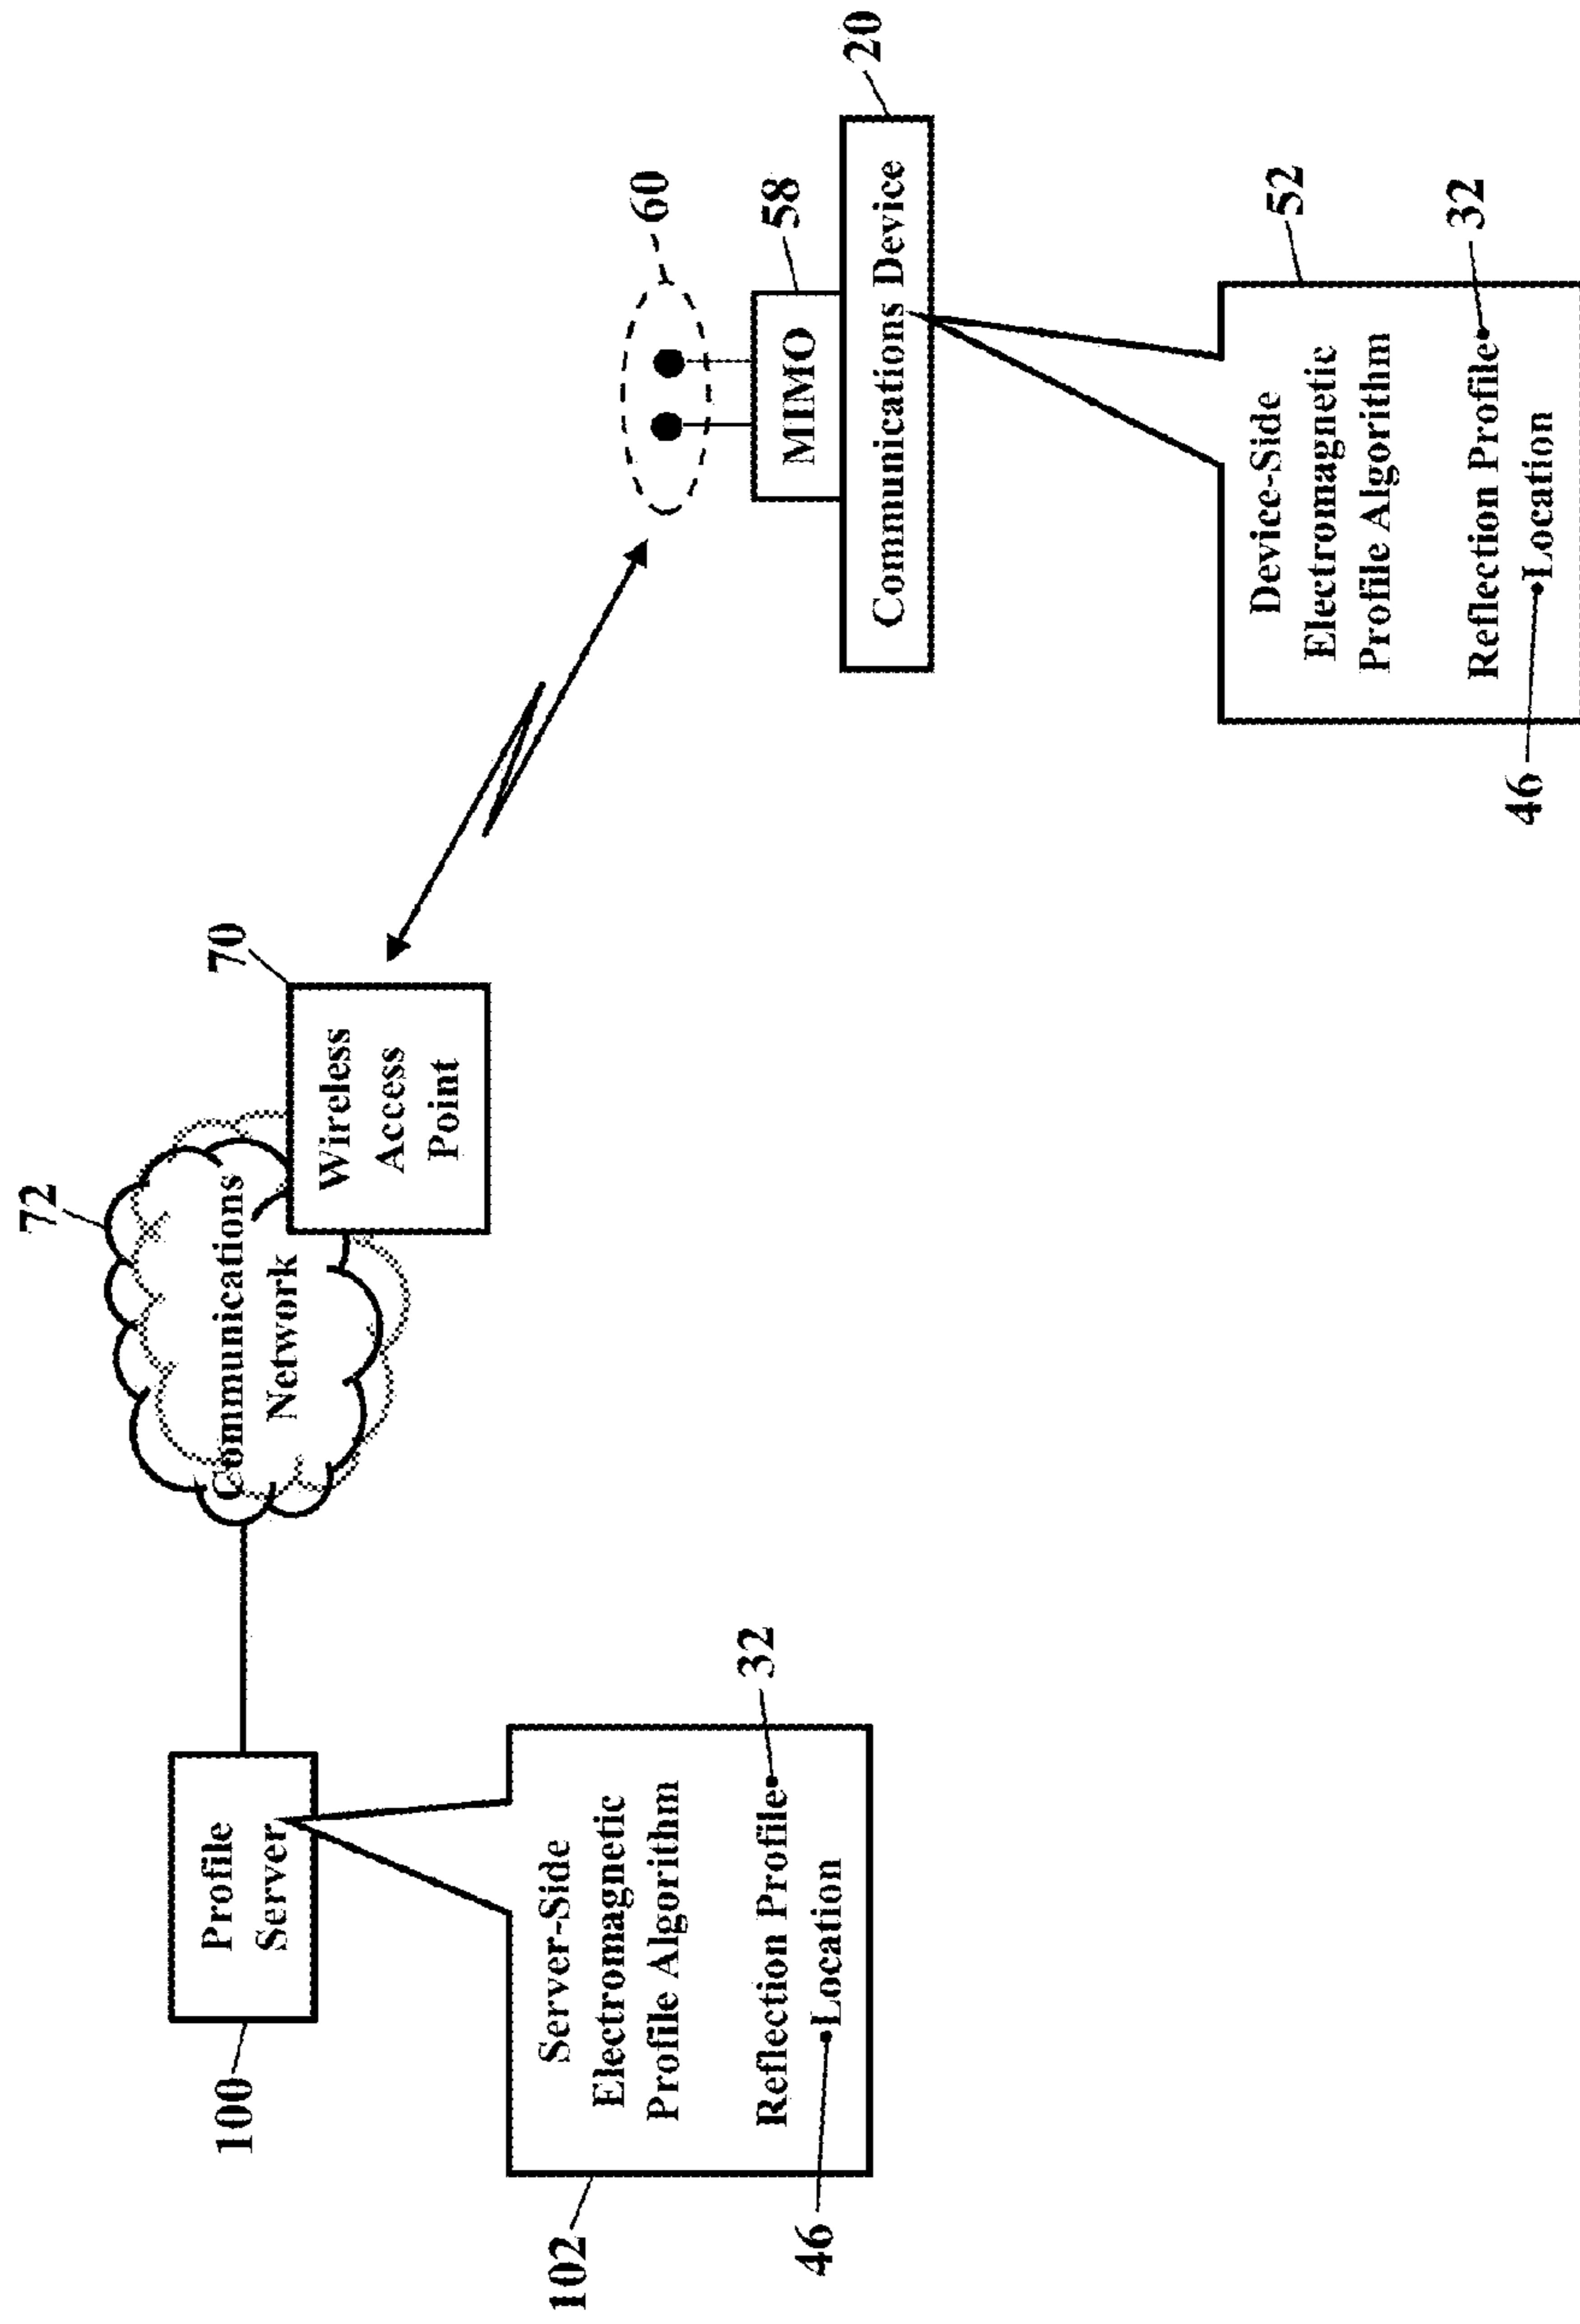 72
Communications
Network
70
Wireless
Access
Point
60
58
MIMO
20
Communications Device
100
Profile
Server
102
Server-Side
Electromagnetic
Profile Algorithm
Reflection Profile
32
46
Location
52
Device-Side
Electromagnetic
Profile Algorithm
Reflection Profile
32
46
Location